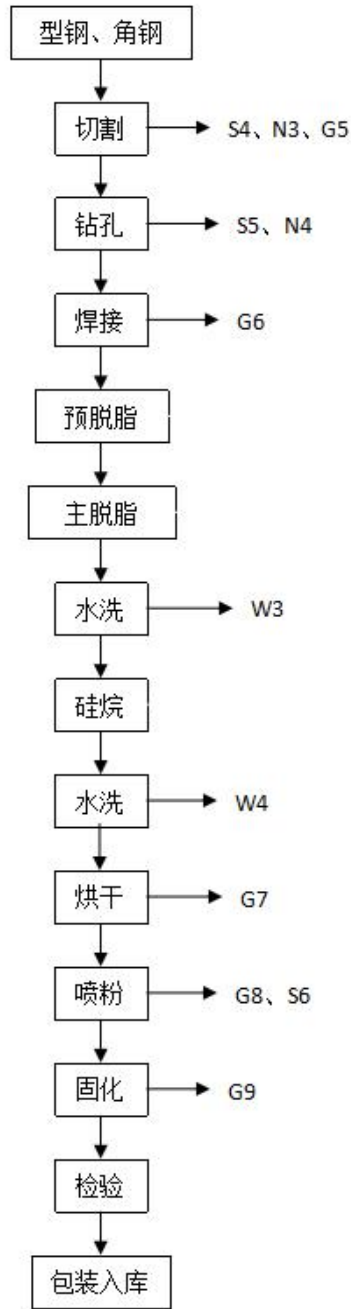 型钢、角钢
切割
S4、N3、G5
钻孔
S5、N4
焊接
G6
预脱脂
主脱脂
水洗
W3
硅烷
水洗
W4
烘干
G7
喷粉
G8、S6
固化
G9
检验
包装入库